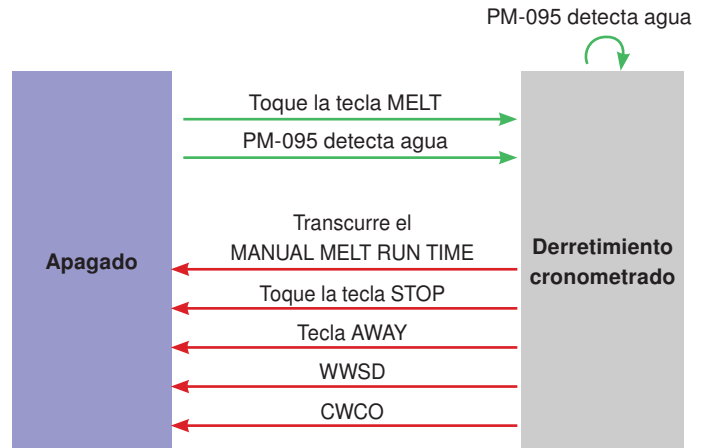 PM-095 detecta agua
Toque la tecla MELT
PM-095 detecta agua
Apagado
Transcurre el
MANUAL MELT RUN TIME
Toque la tecla STOP
Tecla AWAY
WWSD
CWCO
Derretimiento
cronometrado